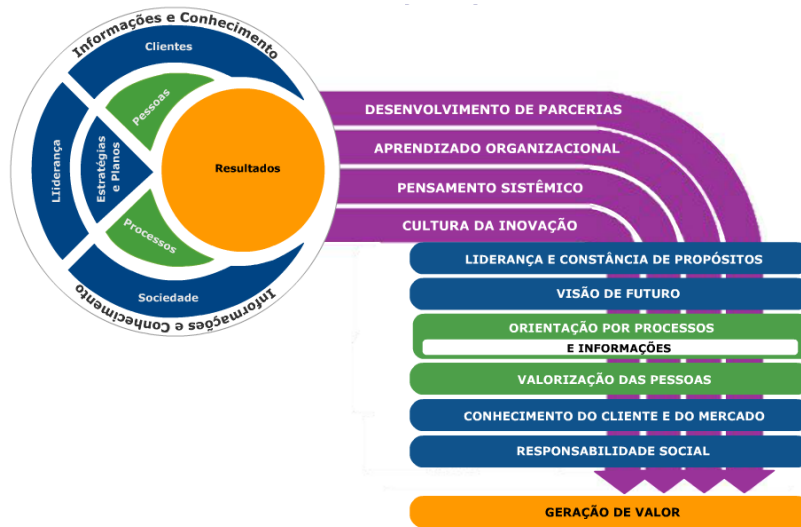 Informações e Conhecimento
Clientes
Pessoas
LIiderança
Estratégias
e Planos
Resultados
Processos
Sociedade
Informações e Conhecimento
DESENVOLVIMENTO DE PARCERIAS
APRENDIZADO ORGANIZACIONAL
PENSAMENTO SISTÊMICO
CULTURA DA INOVAÇÃO
LIDERANÇA E CONSTÂNCIA DE PROPÓSITOS
VISÃO DE FUTURO
ORIENTAÇÃO POR PROCESSOS
E INFORMAÇÕES
VALORIZAÇÃO DAS PESSOAS
CONHECIMENTO DO CLIENTE E DO MERCADO
RESPONSABILIDADE SOCIAL
GERAÇÃO DE VALOR